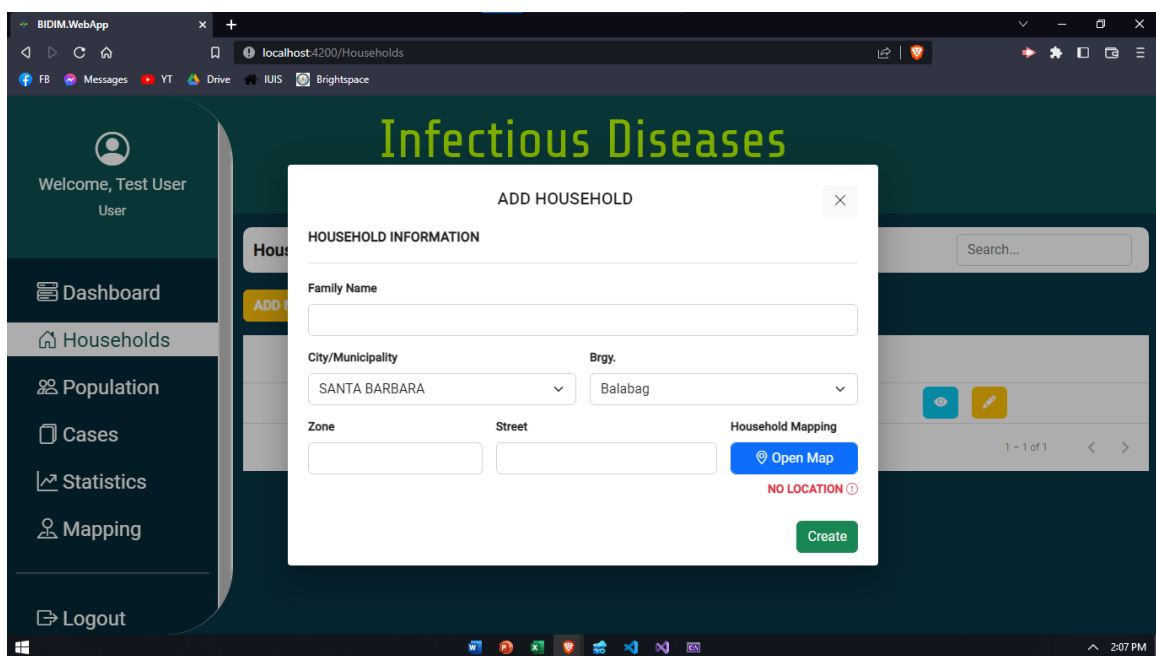 BIDIM.WebApp
localhost:4200/Households
FB Messages YT Drive IUIS Brightspace
Infectious Diseases
Welcome, Test User
User
Dashboard
Households
Population
Cases
Statistics
Mapping
Logout
Hous
Search...
ADD
ADD HOUSEHOLD
HOUSEHOLD INFORMATION
Family Name
City/Municipality Brgy.
SANTA BARBARA Balabag
Zone Street Household Mapping
Open Map
NO LOCATION
Create
1 – 1 of 1
2:07 PM